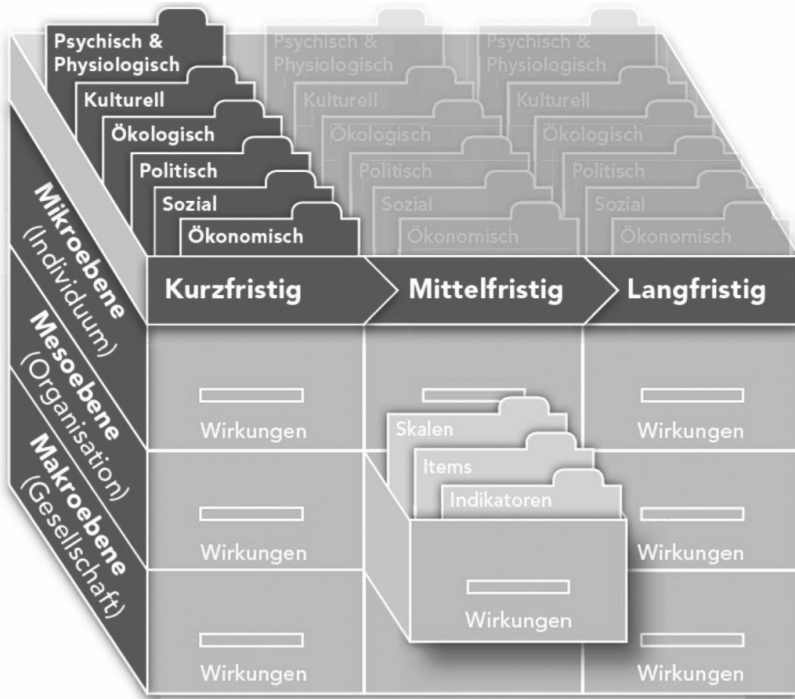 Psychisch &
Physiologisch
Kulturell
Ökologisch
Politisch
Sozial
Ökonomisch
Psychisch &
Physiologisch
Kulturell
Ökologisch
Politisch
Sozial
Ökonomisch
Psychisch &
Physiologisch
Kulturell
Ökologisch
Politisch
Sozial
Ökonomisch
Kurzfristig
Mittelfristig
Langfristig
Mikroebene
(Individuum)
Mesoebene
(Organisation)
Makroebene
(Gesellschaft)
Wirkungen
Skalen
Items
Indikatoren
Wirkungen
Wirkungen
Wirkungen
Wirkungen
Wirkungen
Wirkungen
Wirkungen